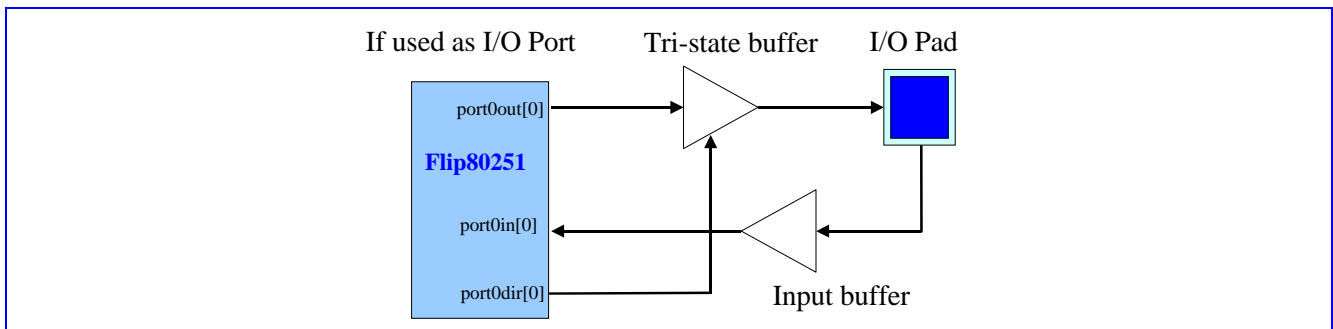 If used as I/O Port
Tri-state buffer
I/O Pad
port0out[0]
Flip80251
port0in[0]
port0dir[0]
Input buffer